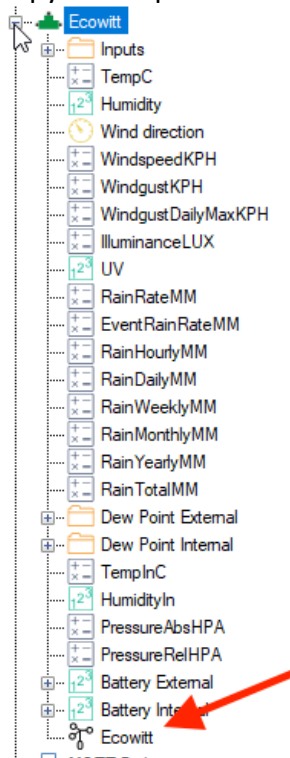 Ecowitt
Inputs
TempC
Humidity
Wind direction
WindspeedKPH
WindgustKPH
WindgustDailyMaxKPH
IlluminanceLUX
UV
RainRateMM
EventRainRateMM
RainHourlyMM
RainDailyMM
RainWeeklyMM
RainMonthlyMM
RainYearlyMM
RainTotalMM
Dew Point External
Dew Point Internal
TempInC
HumidityIn
PressureAbsHPA
PressureRelHPA
Battery External
Battery
Ecowitt